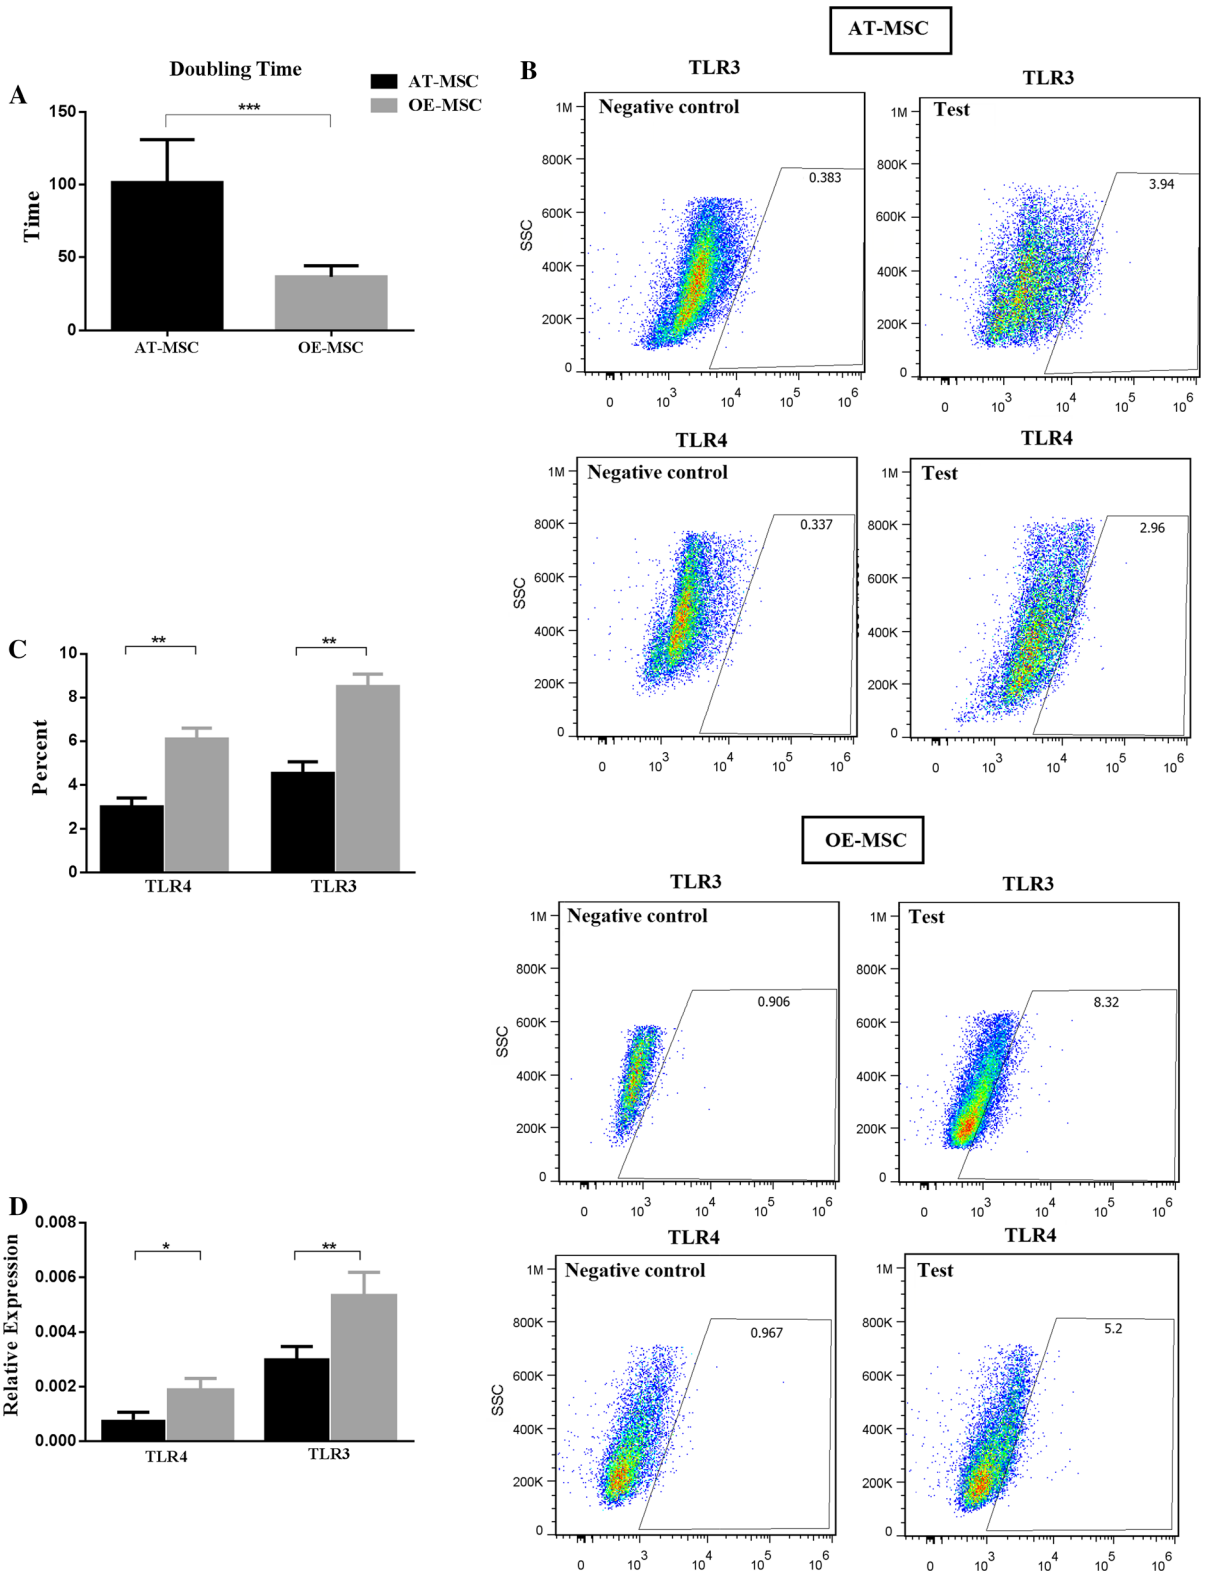 A
Doubling Time
AT-MSC
OE-MSC
***
150
100
50
0
Time
AT-MSC
OE-MSC
B
AT-MSC
TLR3
Negative control
0.383
SSC
1M
800K
600K
400K
200K
0
0 10^3 10^4 10^5 10^6
TLR3
Test
3.94
1M
800K
600K
400K
200K
0
0 10^3 10^4 10^5 10^6
TLR4
Negative control
0.337
SSC
1M
800K
600K
400K
200K
0
0 10^3 10^4 10^5 10^6
TLR4
Test
2.96
1M
800K
600K
400K
200K
0
0 10^3 10^4 10^5 10^6
C
** **
10
8
6
4
2
0
Percent
TLR4 TLR3
OE-MSC
TLR3
Negative control
0.906
SSC
1M
800K
600K
400K
200K
0
0 10^3 10^4 10^5 10^6
TLR3
Test
8.32
1M
800K
600K
400K
200K
0
0 10^3 10^4 10^5 10^6
D
* **
0.008
0.006
0.004
0.002
0.000
Relative Expression
TLR4 TLR3
TLR4
Negative control
0.967
SSC
1M
800K
600K
400K
200K
0
0 10^3 10^4 10^5 10^6
TLR4
Test
5.2
1M
800K
600K
400K
200K
0
0 10^3 10^4 10^5 10^6